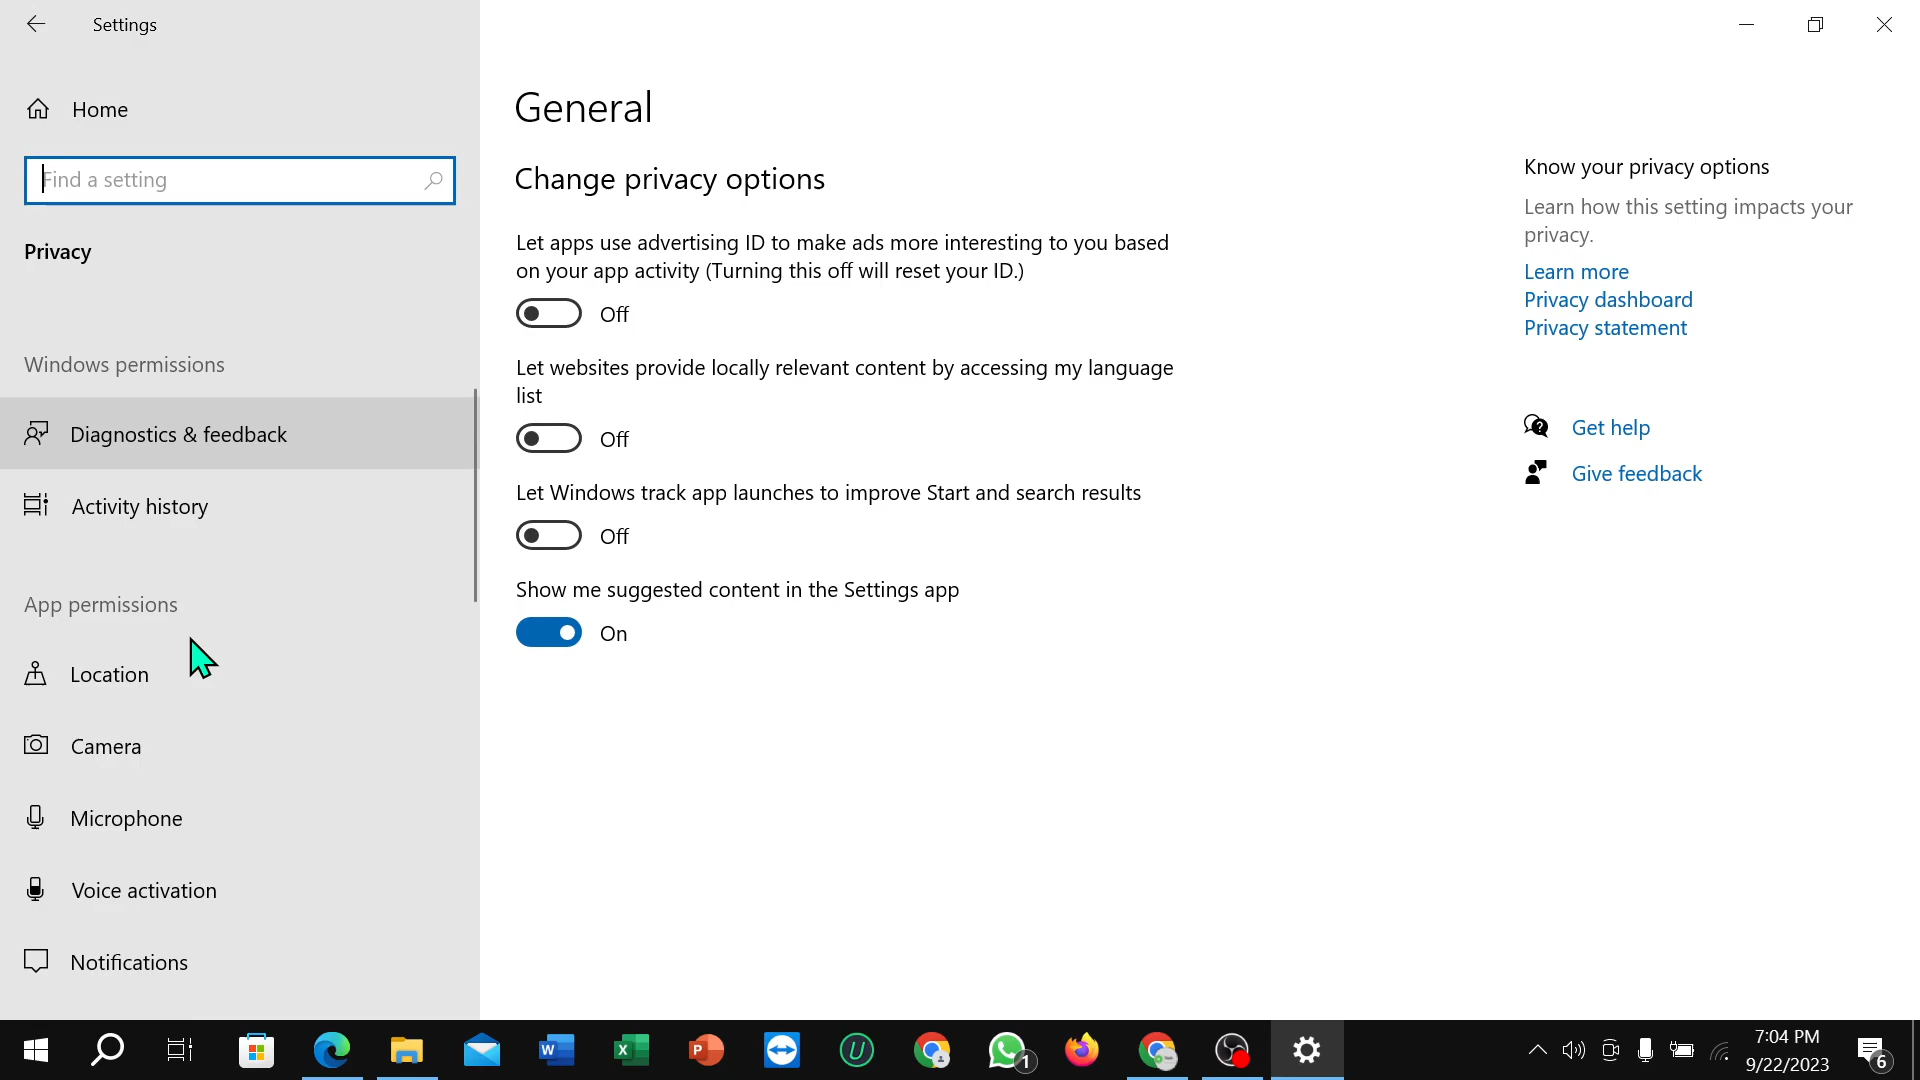 Settings
Home
Find a setting
Privacy
Windows permissions
Diagnostics & feedback
Activity history
App permissions
Location
Camera
Microphone
Voice activation
Notifications
General
Change privacy options
Let apps use advertising ID to make ads more interesting to you based
on your app activity (Turning this off will reset your ID.)
Off
Let websites provide locally relevant content by accessing my language
list
Off
Let Windows track app launches to improve Start and search results
Off
Show me suggested content in the Settings app
On
Know your privacy options
Learn how this setting impacts your
privacy.
Learn more
Privacy dashboard
Privacy statement
Get help
Give feedback
W
X
P
U
1
7:04 PM
9/22/2023
6